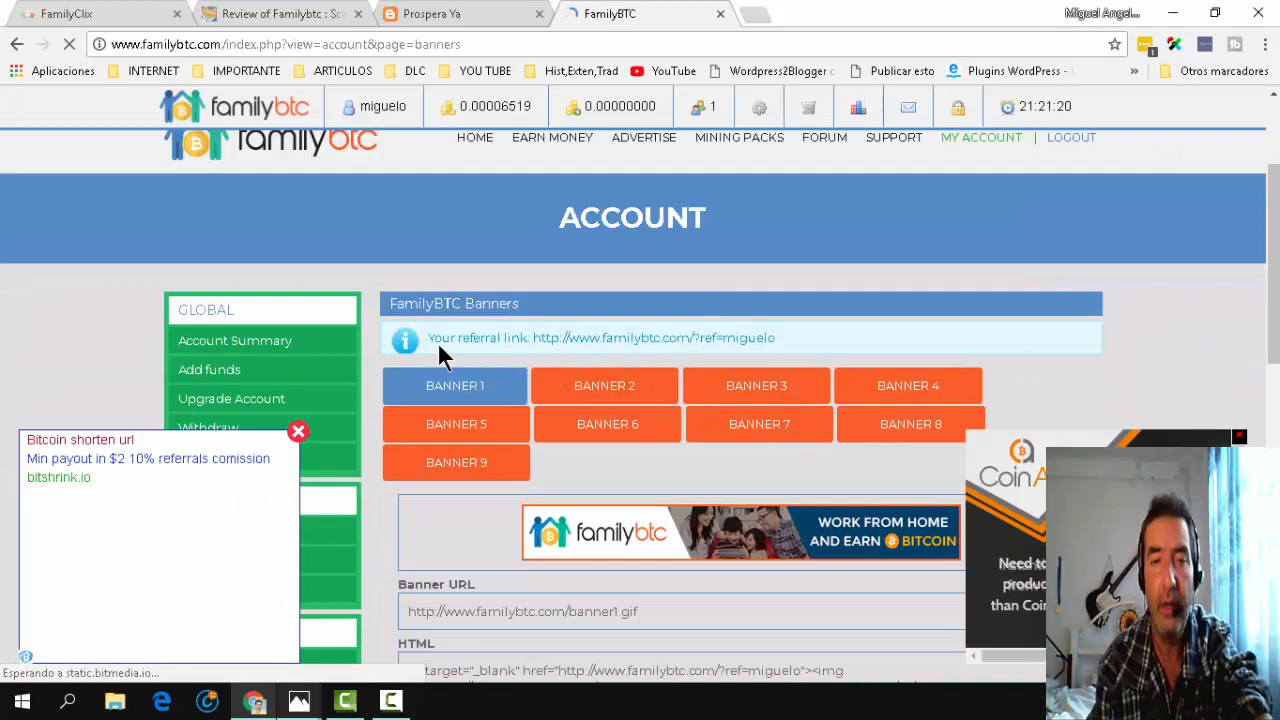 FamilyClix
Review of Familybtc : Sc
Prospera Ya
FamilyBTC
Miguel Angel...
www.familybtc.com/index.php?view=account&page=banners
Aplicaciones
INTERNET
IMPORTANTE
ARTICULOS
DLC
YOU TUBE
Hist,Exten,Trad
YouTube
Wordpress2Blogger c
Publicar esto
Plugins WordPress -
Otros marcadores
familybtc
miguelo
0.00006519
0.00000000
1
21:21:20
familybtc
HOME
EARN MONEY
ADVERTISE
MINING PACKS
FORUM
SUPPORT
MY ACCOUNT
|
LOGOUT
ACCOUNT
GLOBAL
Account Summary
Add funds
Upgrade Account
Withdraw
FamilyBTC Banners
Your referral link: http://www.familybtc.com/?ref=miguelo
BANNER 1
BANNER 2
BANNER 3
BANNER 4
BANNER 5
BANNER 6
BANNER 7
BANNER 8
BANNER 9
Bitcoin shorten url
Min payout in $2 10% referrals comission
bitshrink.io
familybtc
WORK FROM HOME
AND EARN BITCOIN
Banner URL
http://www.familybtc.com/banner1.gif
HTML
target="_blank" href="http://www.familybtc.com/?ref=miguelo"><img
CoinA
Need to
produ
than Coi
Esperando a static.bitmedia.io...